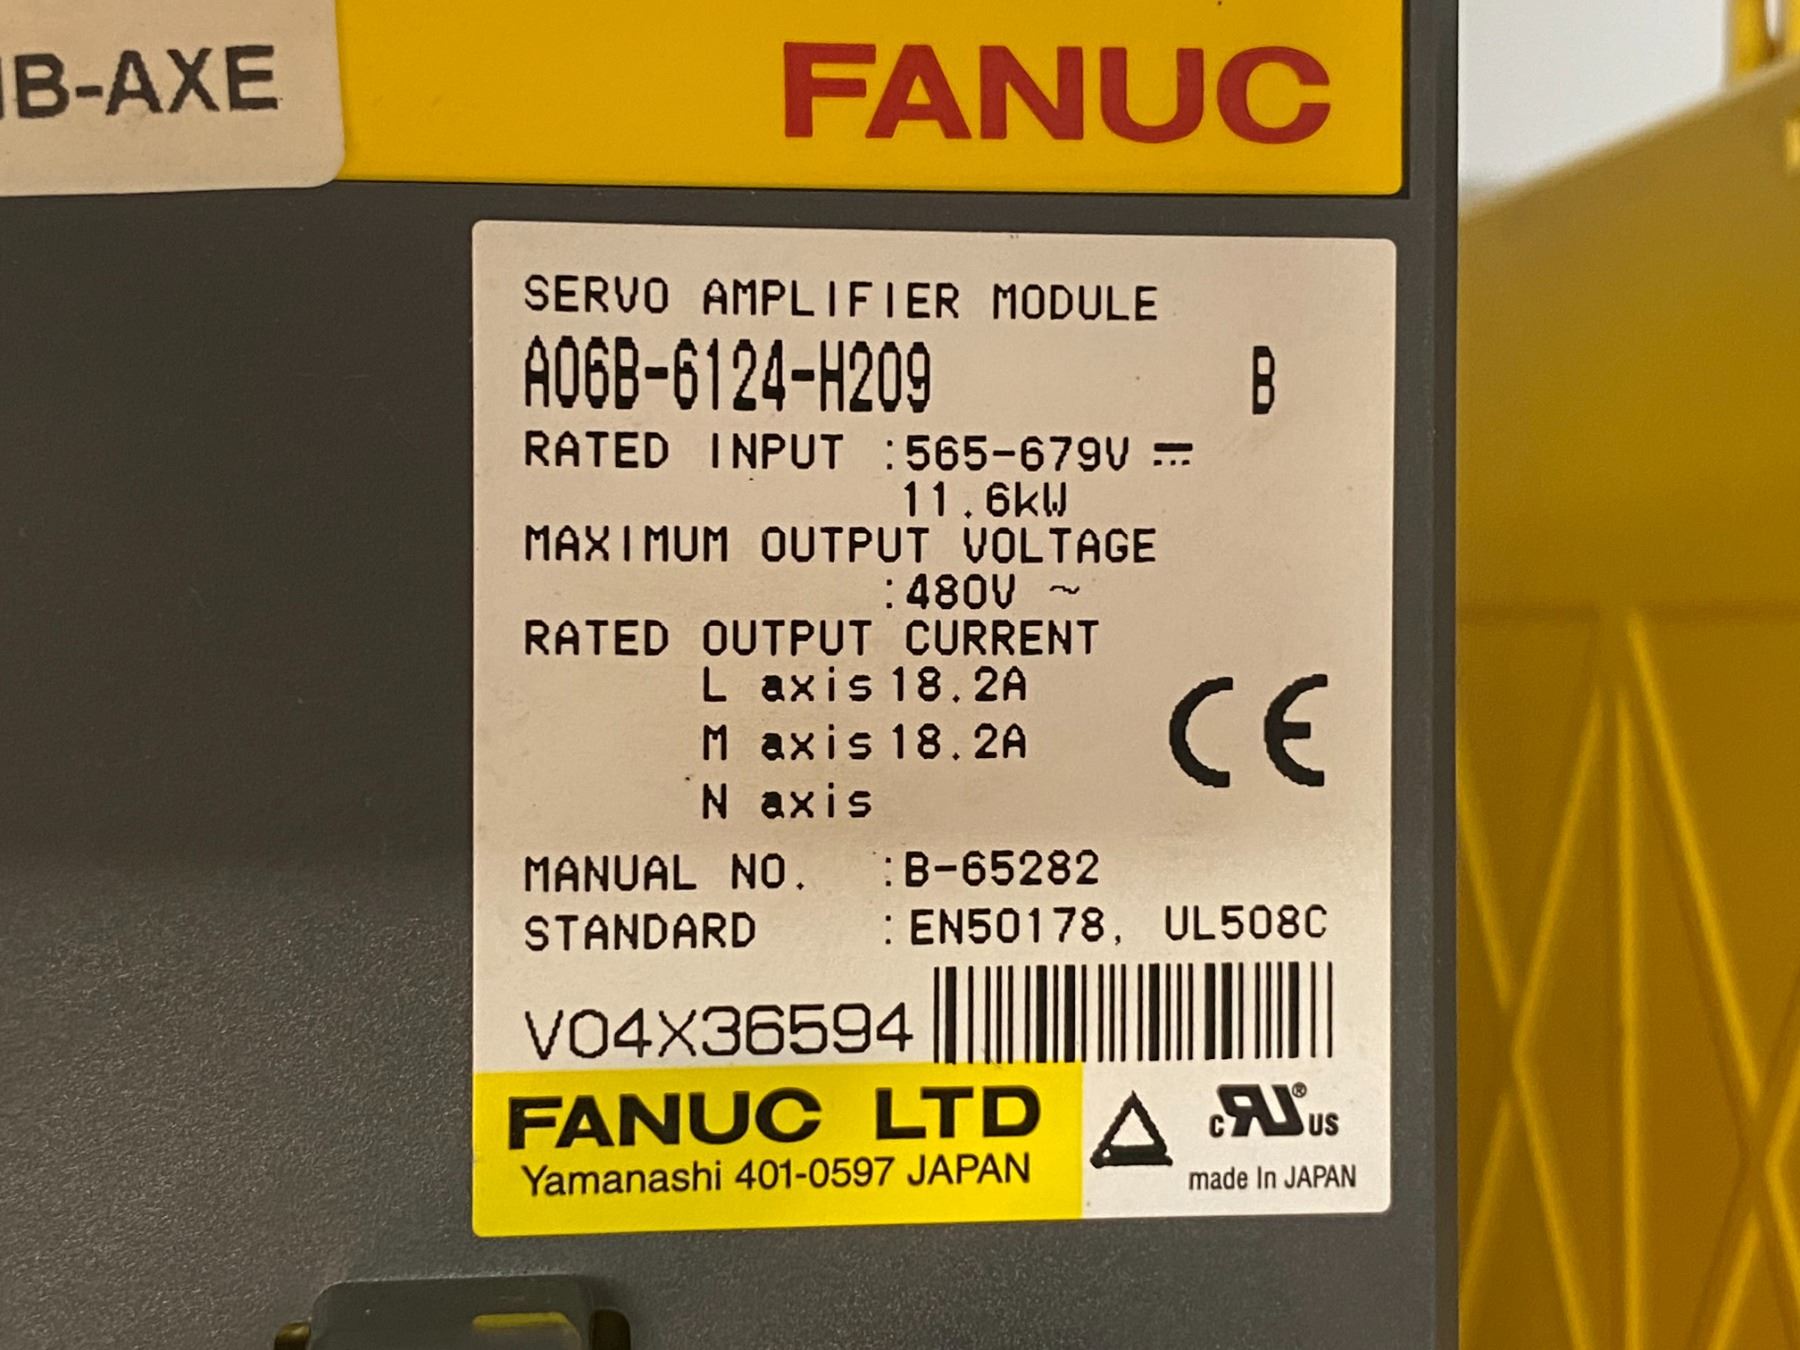 IB-AXE
FANUC
SERVO AMPLIFIER MODULE
A06B-6124-H209 B
RATED INPUT :565-679V ⎓
11.6kW
MAXIMUM OUTPUT VOLTAGE
:480V ~
RATED OUTPUT CURRENT
L axis 18.2A
M axis 18.2A
N axis
CE
MANUAL NO. :B-65282
STANDARD :EN50178, UL508C
V04X36594
FANUC LTD
Yamanashi 401-0597 JAPAN
c RU® US
made In JAPAN